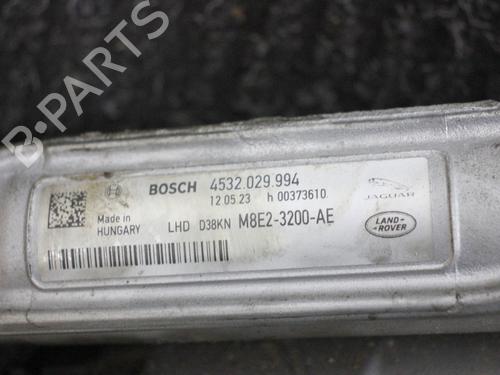 B-PARTS
BOSCH 4532.029.994
12.05.23 h 00373610
JAGUAR
Made in
HUNGARY
LHD D38KN M8E2-3200-AE
LAND-
-ROVER